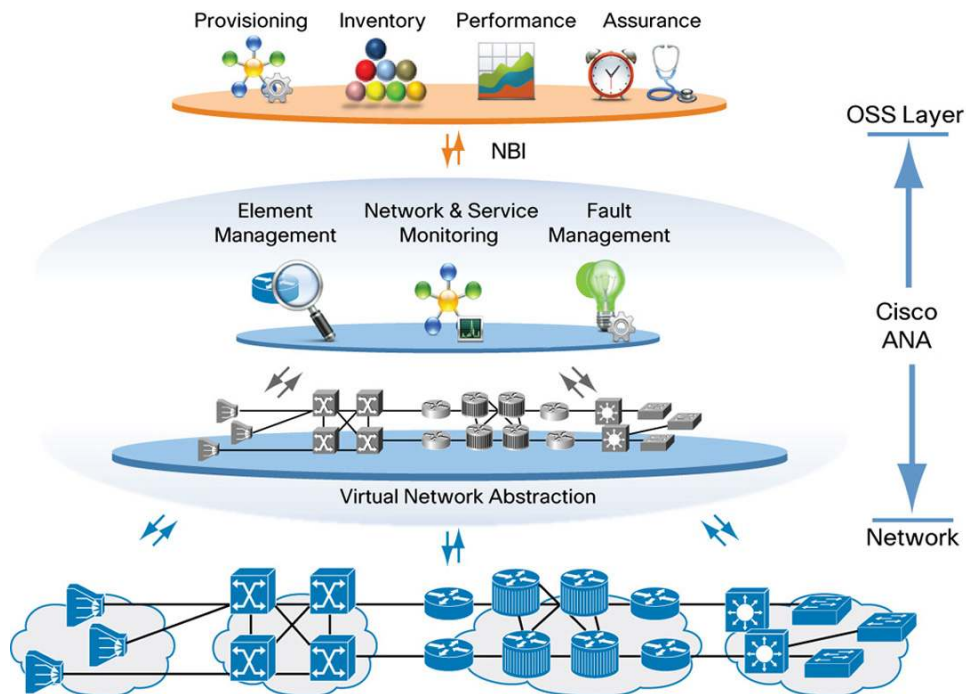 Provisioning
Inventory
Performance
Assurance
OSS Layer
NBI
Element
Management
Network & Service
Monitoring
Fault
Management
Cisco
ANA
Virtual Network Abstraction
Network